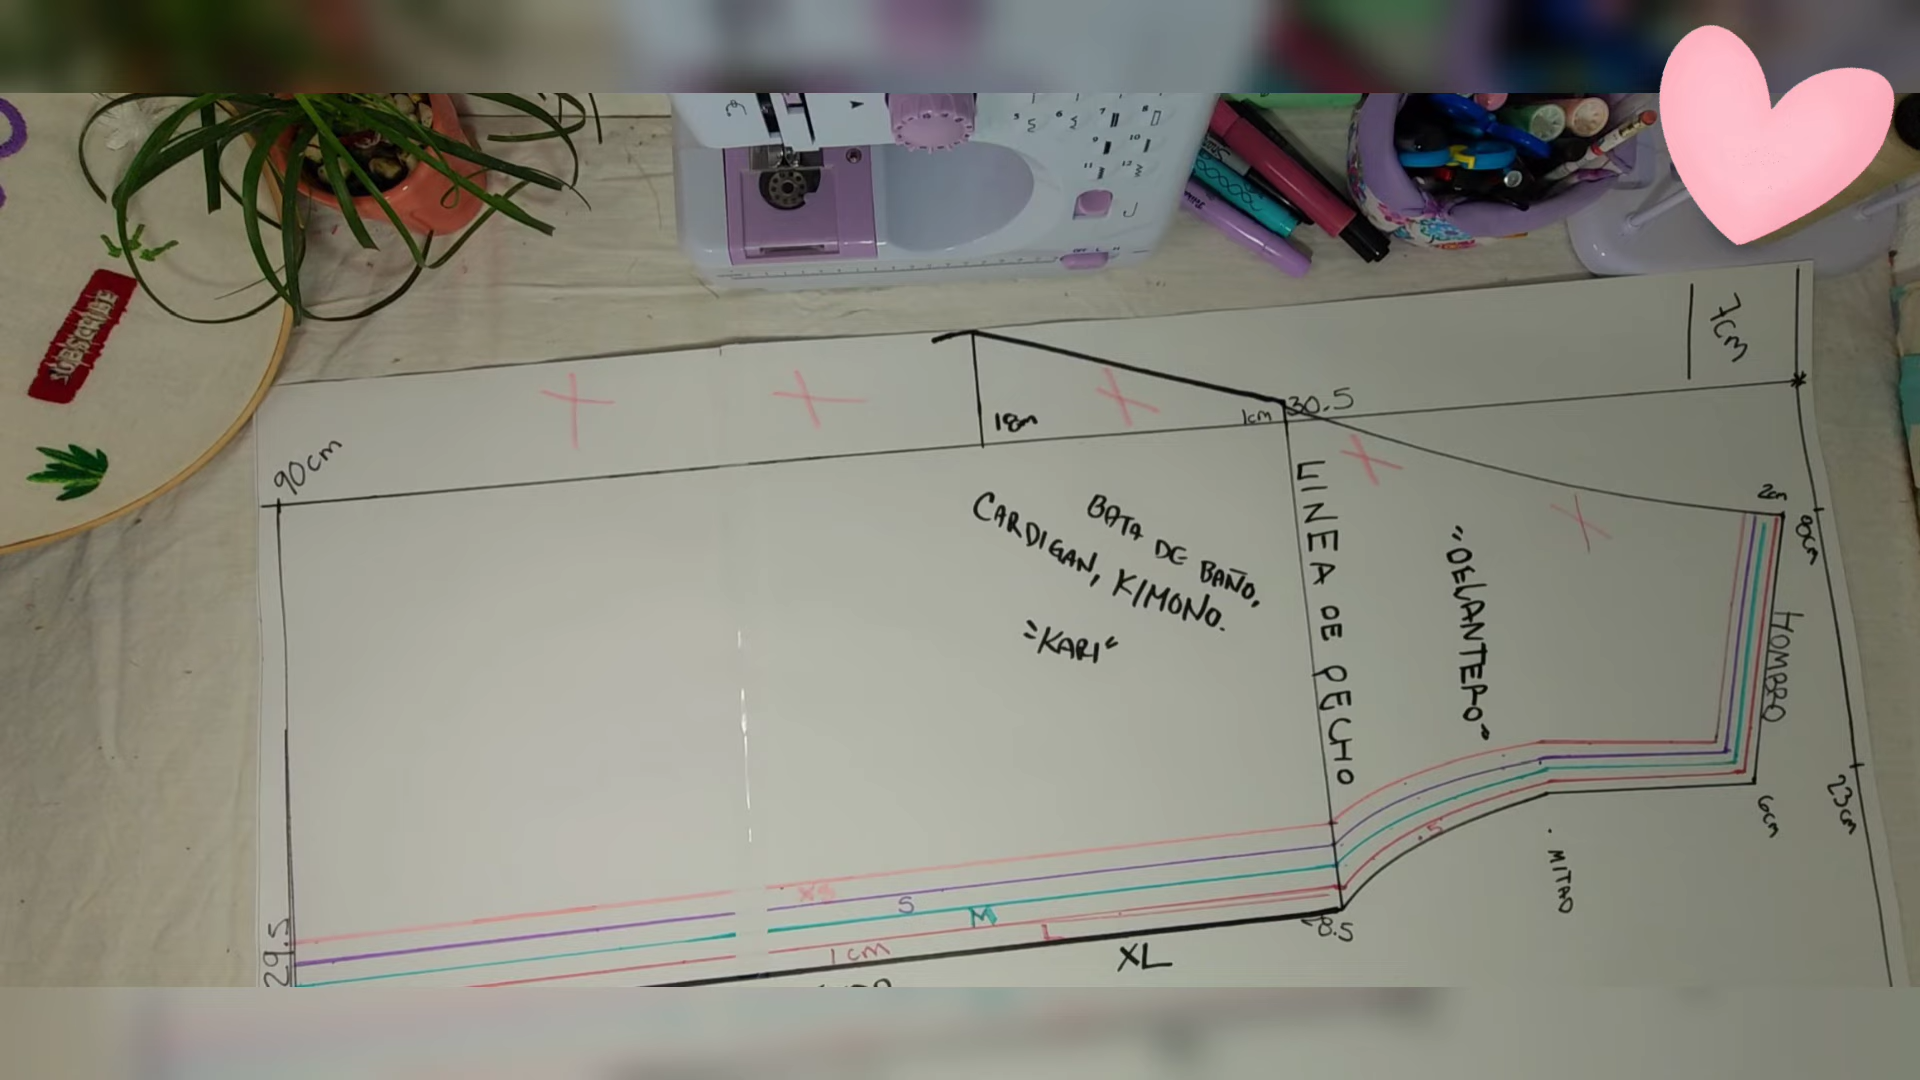 SUBSCRIBE
7cm
90cm
18cm
1cm
30.5
2cm
8cm
BATA DE BAÑO,
CARDIGAN, KIMONO.
"KARI"
LINEA DE PECHO
"DELANTERO"
HOMBRO
23cm
6cm
MITAD
.5
28.5
XS
S
M
L
1cm
XL
29.5